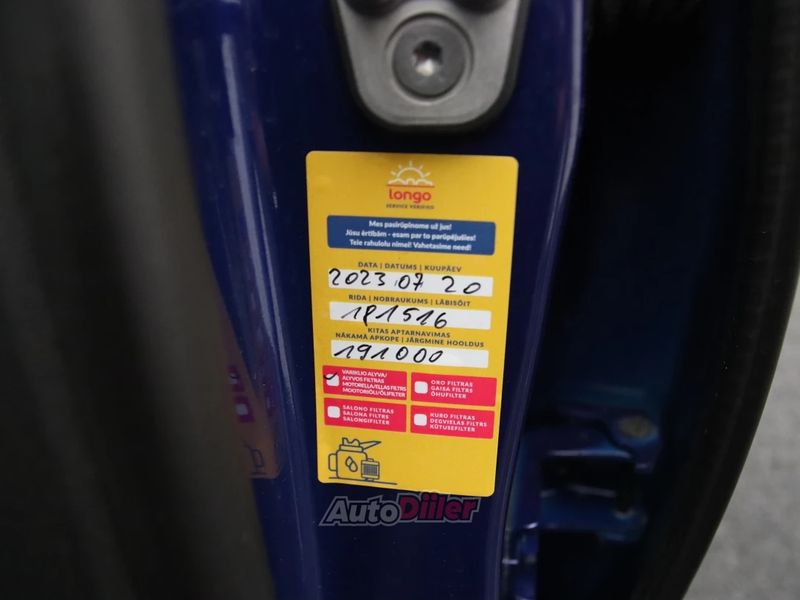 longo
SERVICE VERIFIED
Mes pasirūpinome už jus!
Jūsu ērtībām - esam par to parūpējušies!
Teie rahulolu nimel! Vahetasime need!
DATA | DATUMS | KUUPÄEV
2023.07 20
RIDA | NOBRAUKUMS | LÄBISÕIT
181516
KITAS APTARNAVIMAS
NĀKAMĀ APKOPE | JÄRGMINE HOOLDUS
191000
VARIKLIO ALYVA/
ALYVOS FILTRAS
MOTOREĻĻA/EĻĻAS FILTRS
MOOTORIÕLI/ÕLIFILTER
ORO FILTRAS
GAISA FILTRS
ÕHUFILTER
SALONO FILTRAS
SALONA FILTRS
SALONGIFILTER
KURO FILTRAS
DEGVIELAS FILTRS
KÜTUSEFILTER
AutoDiiler